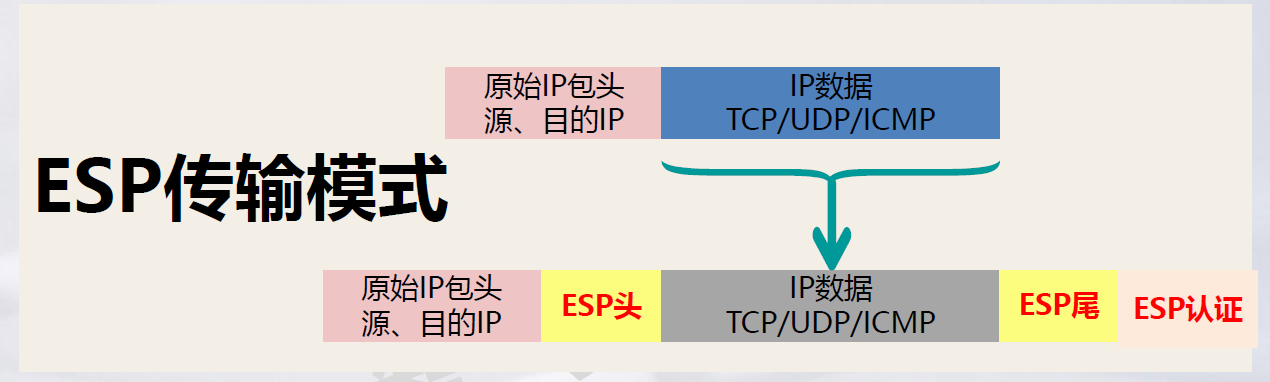 原始IP包头
源、目的IP
IP数据
TCP/UDP/ICMP
ESP传输模式
原始IP包头
源、目的IP
ESP头
IP数据
TCP/UDP/ICMP
ESP尾
ESP认证